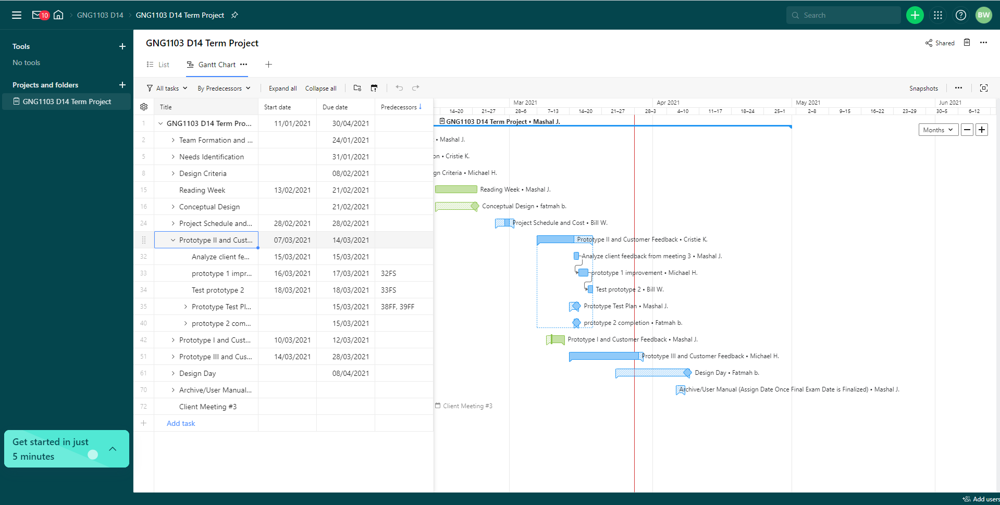 10 GNG1103 D14 GNG1103 D14 Term Project Search BW
Tools
No tools
Projects and folders
GNG1103 D14 Term Project
Get started in just
5 minutes
GNG1103 D14 Term Project
Shared
List Gantt Chart
All tasks By Predecessors Expand all Collapse all Snapshots
Title Start date Due date Predecessors
Mar 2021 Apr 2021 May 2021 Jun 2021
14–20 21–27 28–6 7–13 14–20 21–27 28–3 4–10 11–17 18–24 25–1 2–8 9–15 16–22 23–29 30–5 6–12
Months
1 GNG1103 D14 Term Pro... 11/01/2021 30/04/2021 GNG1103 D14 Term Project • Mashal J.
2 Team Formation and ... 24/01/2021 • Mashal J.
5 Needs Identification 31/01/2021 on • Cristie K.
8 Design Criteria 08/02/2021 gn Criteria • Michael H.
15 Reading Week 13/02/2021 21/02/2021 Reading Week • Mashal J.
16 Conceptual Design 21/02/2021 Conceptual Design • fatmah b.
24 Project Schedule and... 28/02/2021 28/02/2021 Project Schedule and Cost • Bill W.
Prototype II and Cust... 07/03/2021 14/03/2021 Prototype II and Customer Feedback • Cristie K.
32 Analyze client fe... 15/03/2021 15/03/2021 Analyze client feedback from meeting 3 • Mashal J.
33 prototype 1 impr... 16/03/2021 17/03/2021 32FS prototype 1 improvement • Michael H.
34 Test prototype 2 18/03/2021 18/03/2021 33FS Test prototype 2 • Bill W.
35 Prototype Test Pl... 15/03/2021 38FF, 39FF Prototype Test Plan • Mashal J.
40 prototype 2 com... 15/03/2021 prototype 2 completion • Fatmah b.
42 Prototype I and Cust... 10/03/2021 12/03/2021 Prototype I and Customer Feedback • Mashal J.
51 Prototype III and Cus... 14/03/2021 28/03/2021 Prototype III and Customer Feedback • Michael H.
61 Design Day 08/04/2021 Design Day • Fatmah b.
70 Archive/User Manual... Archive/User Manual (Assign Date Once Final Exam Date is Finalized) • Mashal J.
72 Client Meeting #3 Client Meeting #3
Add task
Add users